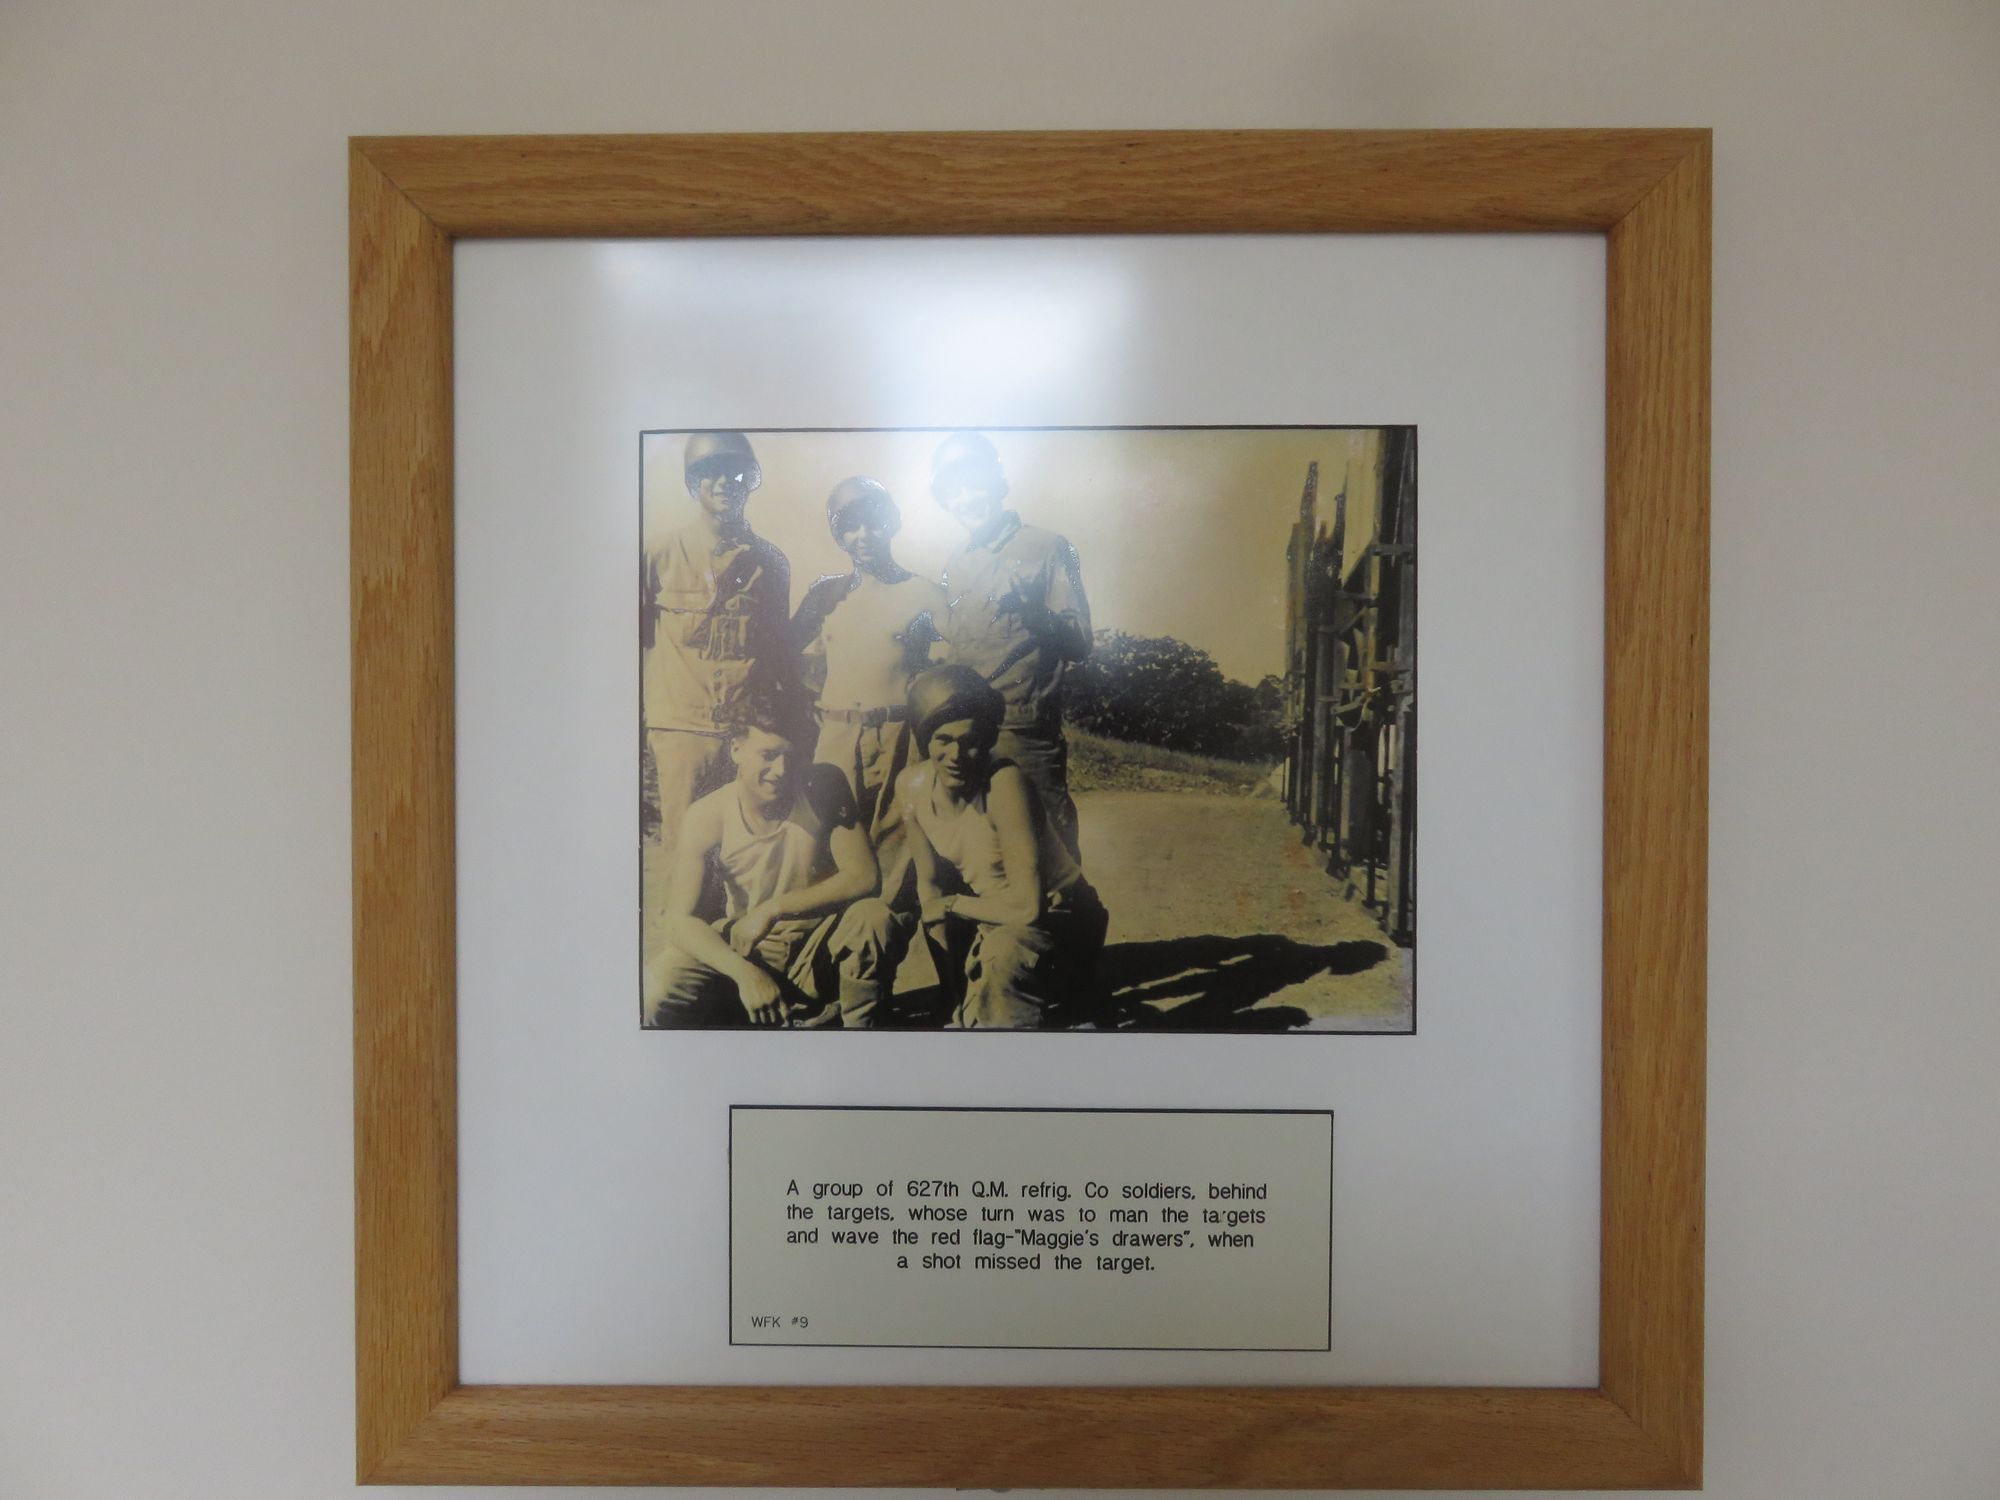 A group of 627th Q.M. refrig. Co soldiers, behind
the targets, whose turn was to man the targets
and wave the red flag-"Maggie's drawers", when
a shot missed the target.
WFK #9